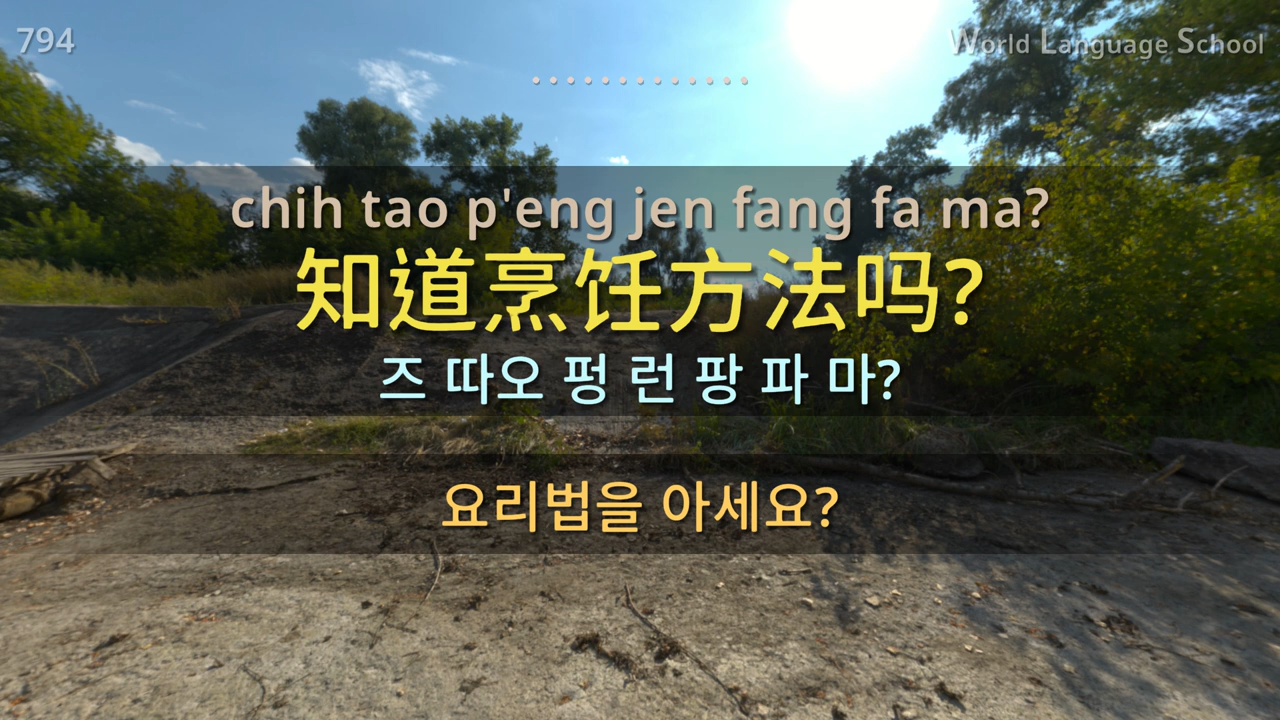 794
World Language School
chih tao p'eng jen fang fa ma?
知道烹饪方法吗?
즈 따오 펑 런 팡 파 마?
요리법을 아세요?